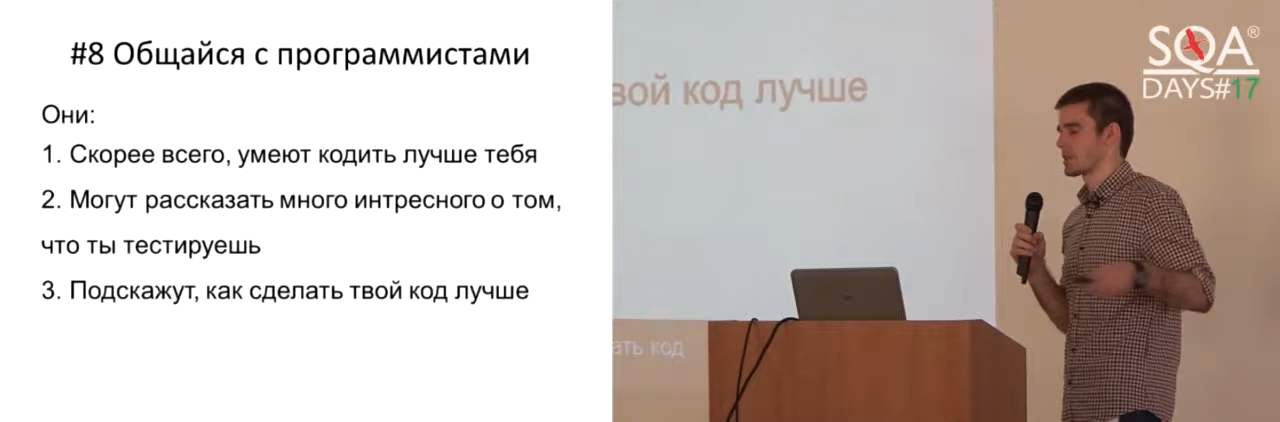 #8 Общайся с программистами
Они:
1. Скорее всего, умеют кодить лучше тебя
2. Могут рассказать много интресного о том,
что ты тестируешь
3. Подскажут, как сделать твой код лучше
вой код лучше
ать код
SQA®
DAYS#17